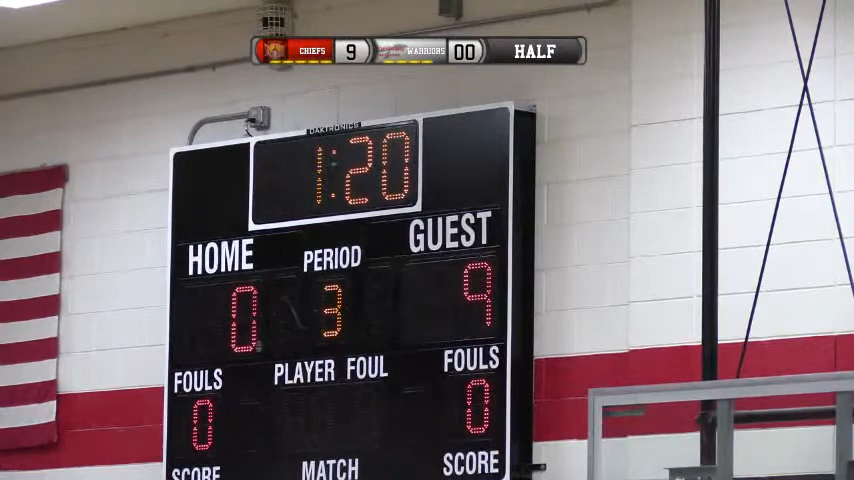 CHIEFS 9 WARRIORS 00 HALF
DAKTRONICS
1:20
HOME PERIOD GUEST
0 3 9
FOULS PLAYER FOUL FOULS
0 0
SCORE MATCH SCORE